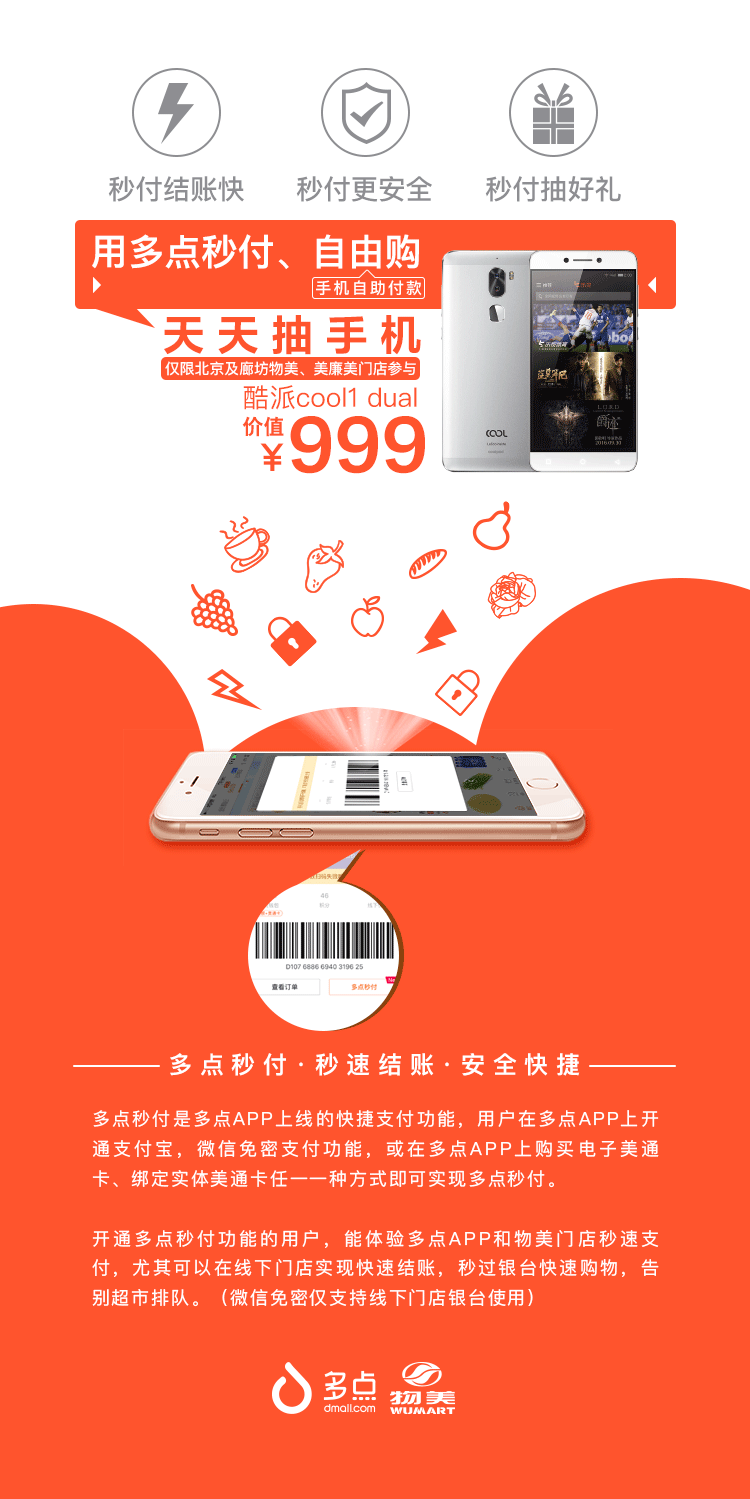 秒付结账快 秒付更安全 秒付抽好礼
用多点秒付、自由购
手机自助付款
天天抽手机
仅限北京及廊坊物美、美廉美门店参与
酷派cool1 dual
价值
¥999
COOL
LORD
爵迹
2016.09.30
46
积分
D107 6886 6940 3196 25
查看订单 多点秒付
多点秒付·秒速结账·安全快捷
多点秒付是多点APP上线的快捷支付功能，用户在多点APP上开
通支付宝，微信免密支付功能，或在多点APP上购买电子美通
卡、绑定实体美通卡任一一种方式即可实现多点秒付。
开通多点秒付功能的用户，能体验多点APP和物美门店秒速支
付，尤其可以在线下门店实现快速结账，秒过银台快速购物，告
别超市排队。（微信免密仅支持线下门店银台使用）
多点
dmall.com
物美
WUMART